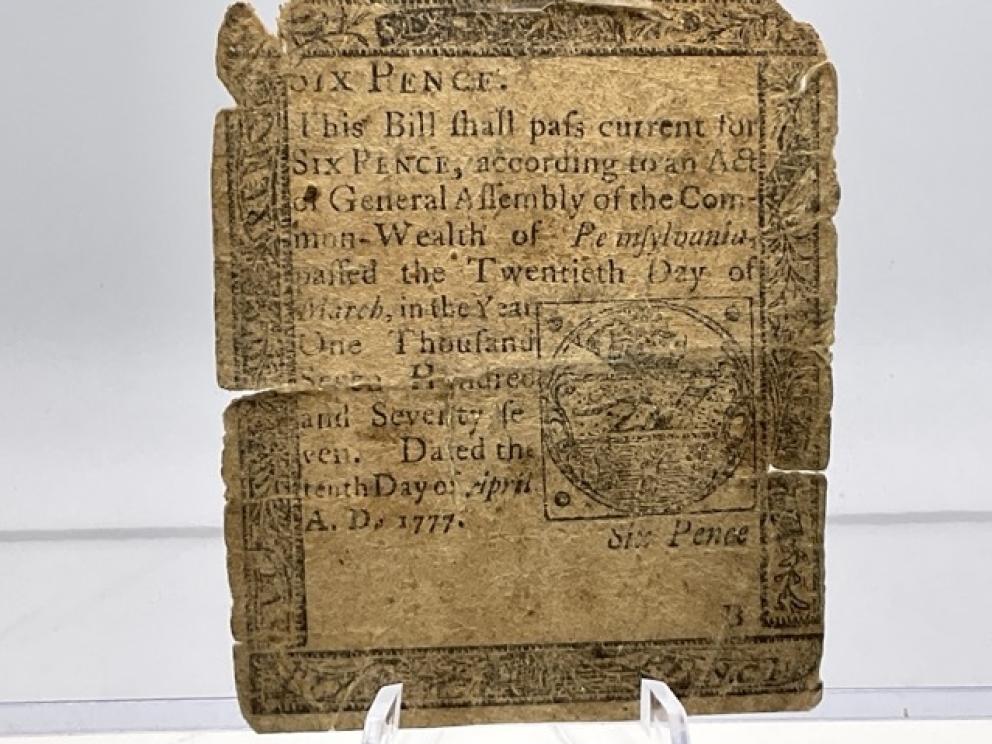 SIX PENCE.
This Bill ſhall paſs current for
SIX PENCE, according to an Act
of General Aſſembly of the Com-
mon-Wealth of Pennſylvania,
paſſed the Twentieth Day of
March, in the Year
One Thouſand
Seven Hundred
and Seventy ſe
ven. Dated the
tenth Day of April
A. D. 1777.
Six Pence
B